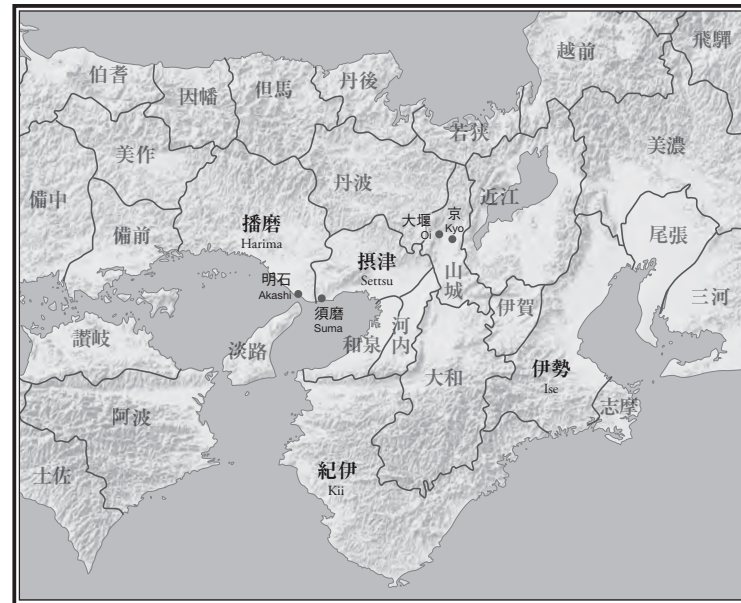 伯耆
因幡
但馬
丹後
越前
飛騨
若狭
美作
備中
備前
播磨
Harima
丹波
近江
美濃
大堰
Oi
京
Kyo
尾張
摂津
Settsu
山城
明石
Akashi
須磨
Suma
伊賀
三河
讃岐
淡路
和泉
河内
大和
伊勢
Ise
志摩
阿波
土佐
紀伊
Kii